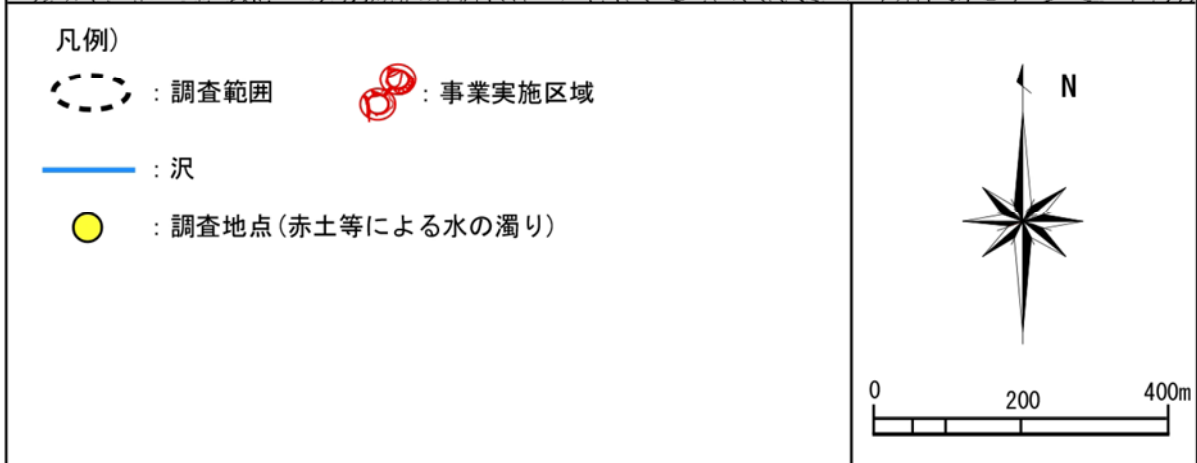 凡例)
：調査範囲 ：事業実施区域
：沢
：調査地点(赤土等による水の濁り)
N
0 200 400m